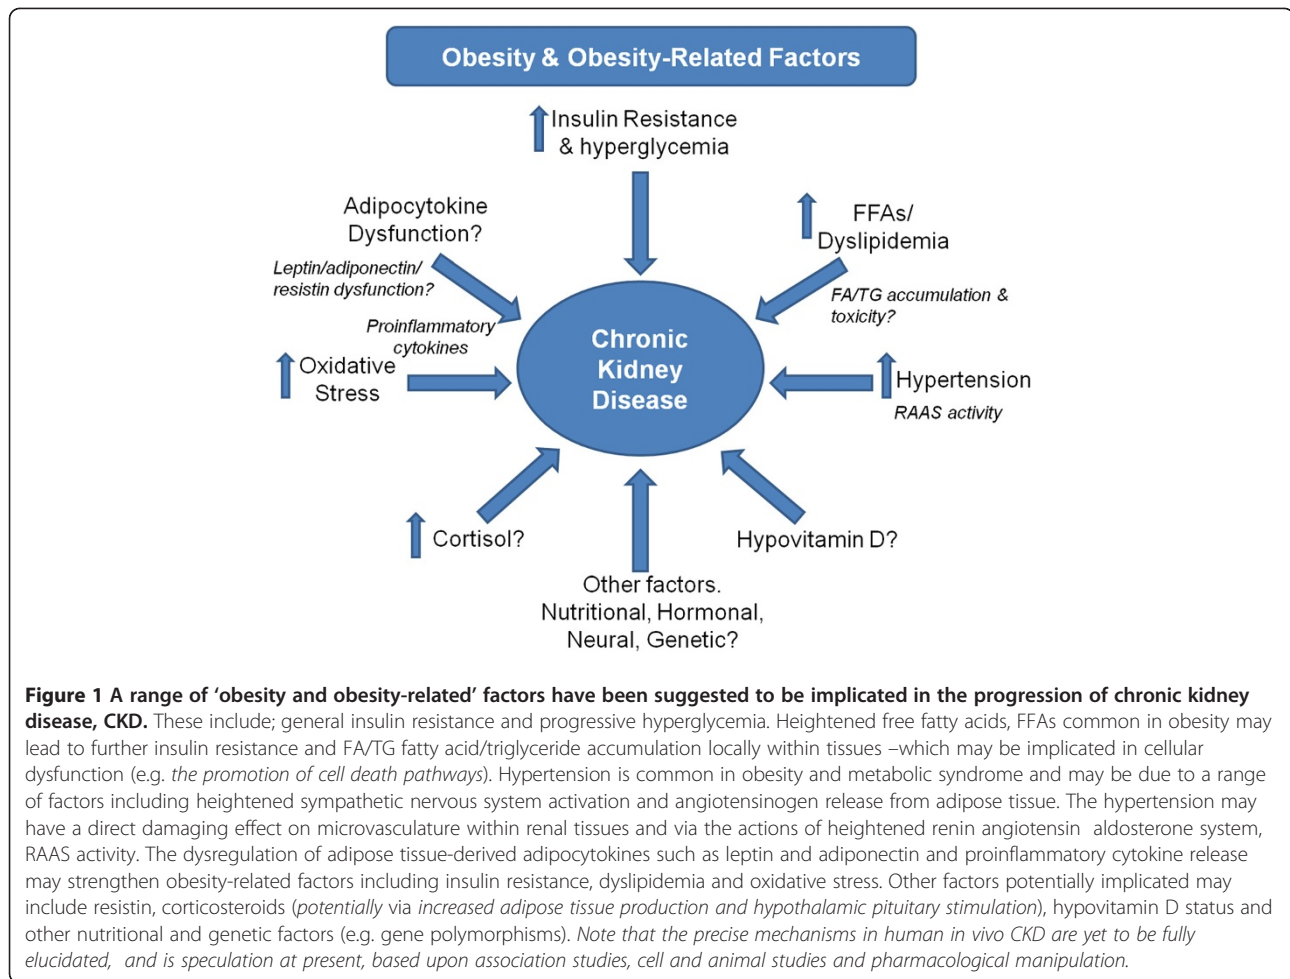 Obesity & Obesity-Related Factors
Insulin Resistance
& hyperglycemia
Adipocytokine
Dysfunction?
Leptin/adiponectin/
resistin dysfunction?
FFAs/
Dyslipidemia
FA/TG accumulation &
toxicity?
Proinflammatory
cytokines
Oxidative
Stress
Chronic
Kidney
Disease
Hypertension
RAAS activity
Cortisol?
Hypovitamin D?
Other factors.
Nutritional, Hormonal,
Neural, Genetic?
Figure 1 A range of ‘obesity and obesity-related’ factors have been suggested to be implicated in the progression of chronic kidney
disease, CKD. These include; general insulin resistance and progressive hyperglycemia. Heightened free fatty acids, FFAs common in obesity may
lead to further insulin resistance and FA/TG fatty acid/triglyceride accumulation locally within tissues –which may be implicated in cellular
dysfunction (e.g. the promotion of cell death pathways). Hypertension is common in obesity and metabolic syndrome and may be due to a range
of factors including heightened sympathetic nervous system activation and angiotensinogen release from adipose tissue. The hypertension may
have a direct damaging effect on microvasculature within renal tissues and via the actions of heightened renin angiotensin aldosterone system,
RAAS activity. The dysregulation of adipose tissue-derived adipocytokines such as leptin and adiponectin and proinflammatory cytokine release
may strengthen obesity-related factors including insulin resistance, dyslipidemia and oxidative stress. Other factors potentially implicated may
include resistin, corticosteroids (potentially via increased adipose tissue production and hypothalamic pituitary stimulation), hypovitamin D status and
other nutritional and genetic factors (e.g. gene polymorphisms). Note that the precise mechanisms in human in vivo CKD are yet to be fully
elucidated, and is speculation at present, based upon association studies, cell and animal studies and pharmacological manipulation.